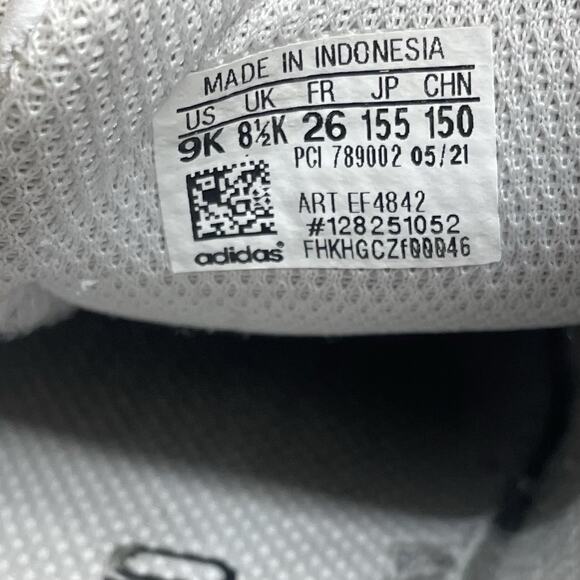 MADE IN INDONESIA
US UK FR JP CHN
9K 8½K 26 155 150
PCI 789002 05/21
ART EF4842
#128251052
adidas FHKHGCZf00046